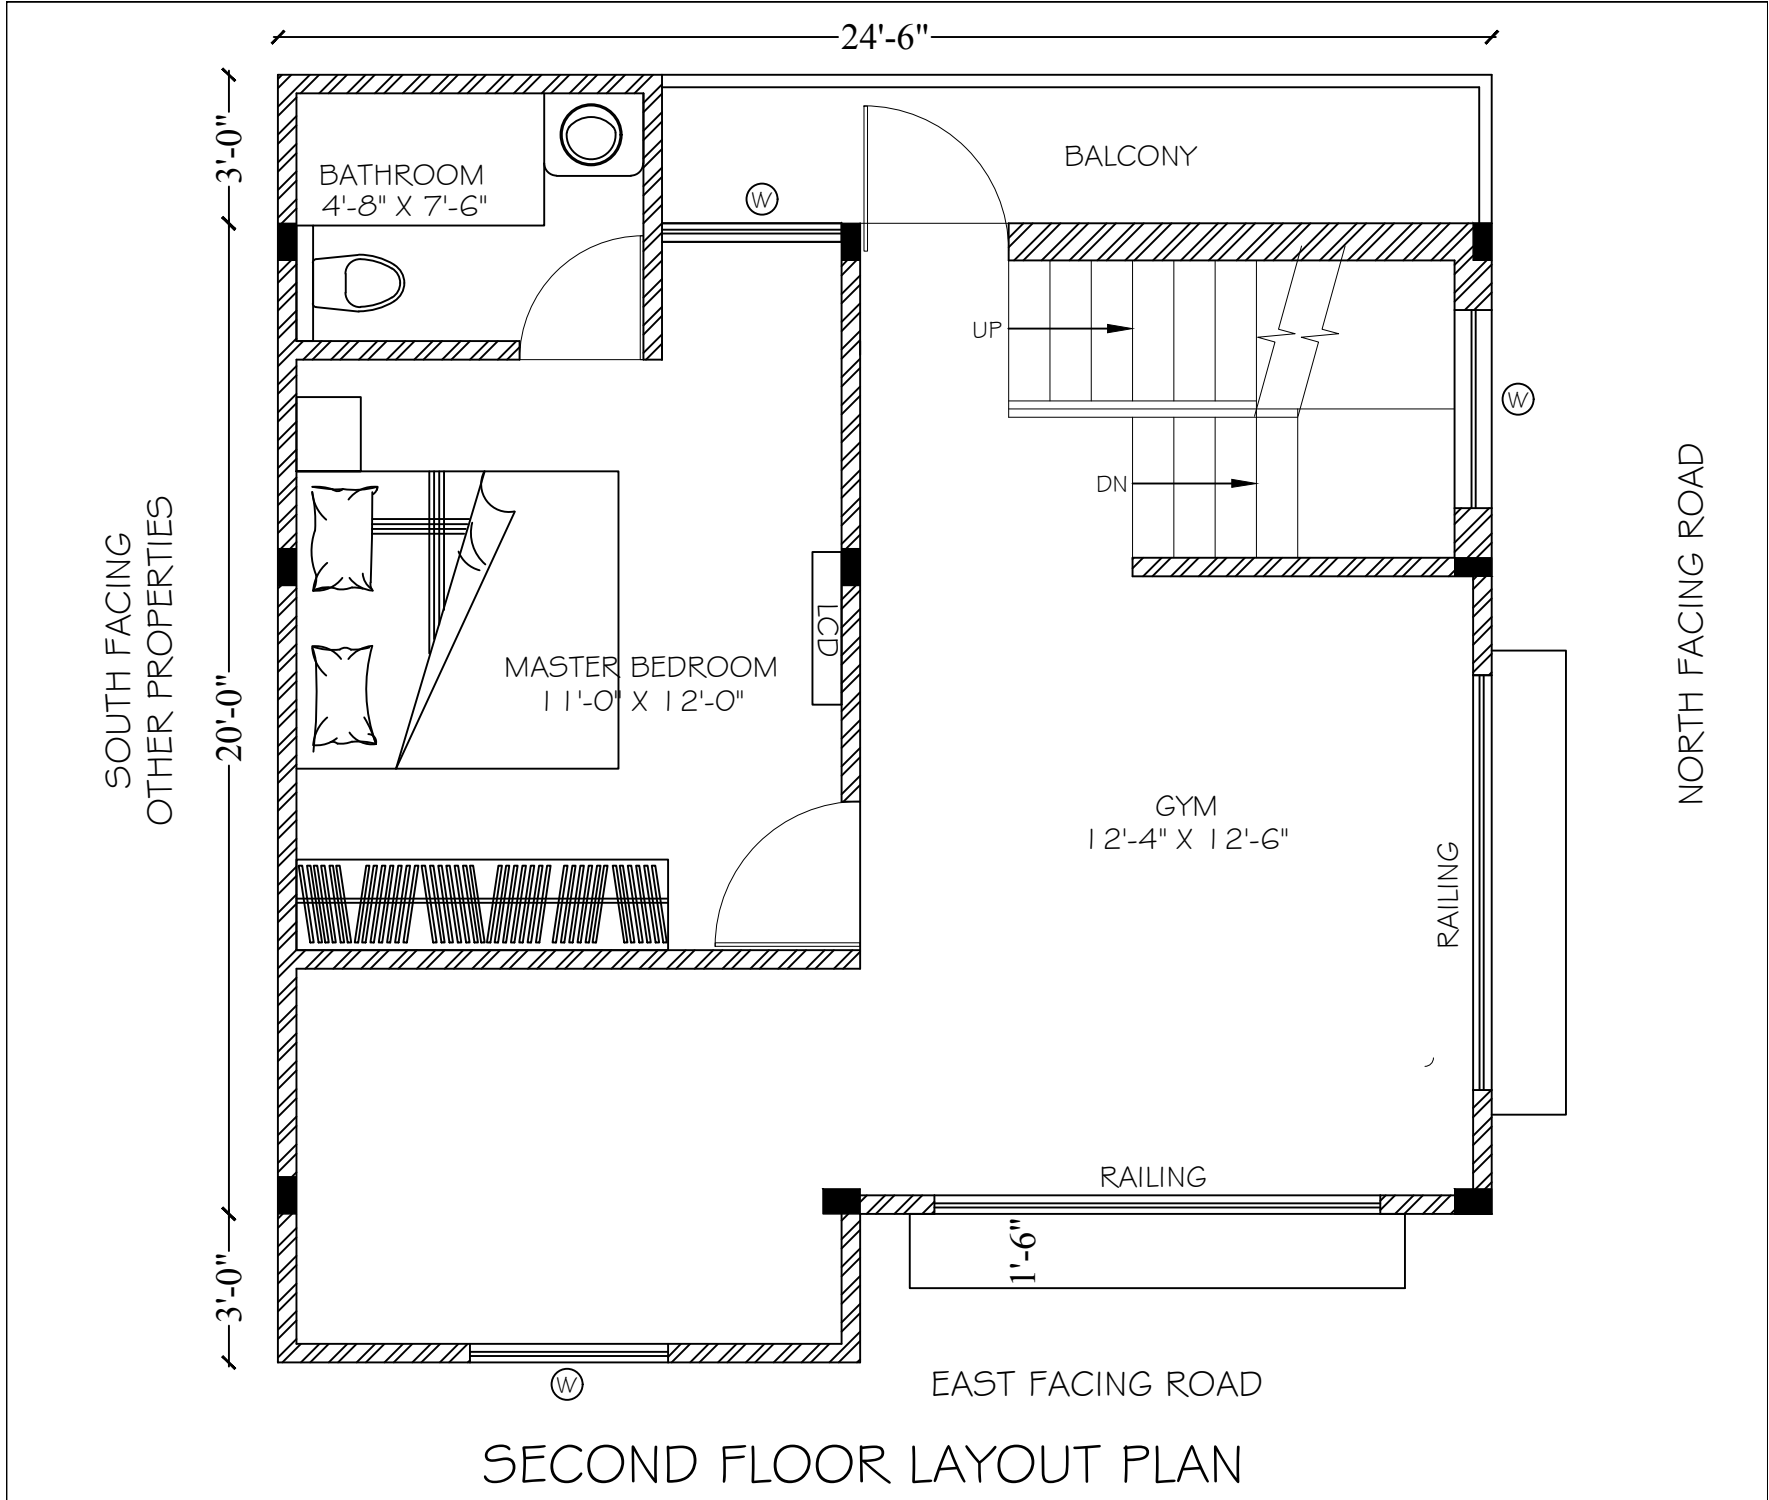 24'-6"
3'-0"
BATHROOM
4'-8" X 7'-6"
W
BALCONY
UP
W
DN
SOUTH FACING
OTHER PROPERTIES
20'-0"
LCD
MASTER BEDROOM
11'-0" X 12'-0"
GYM
12'-4" X 12'-6"
RAILING
NORTH FACING ROAD
RAILING
3'-0"
1'-6"
W
EAST FACING ROAD
SECOND FLOOR LAYOUT PLAN